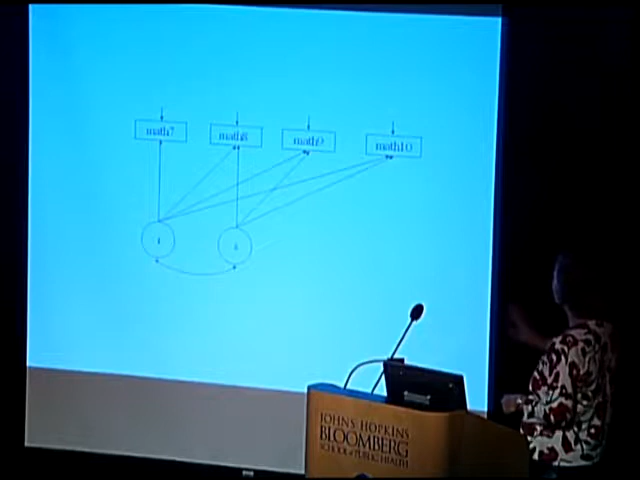 math7
math8
math9
math10
i
s
JOHNS HOPKINS
BLOOMBERG
SCHOOL of PUBLIC HEALTH